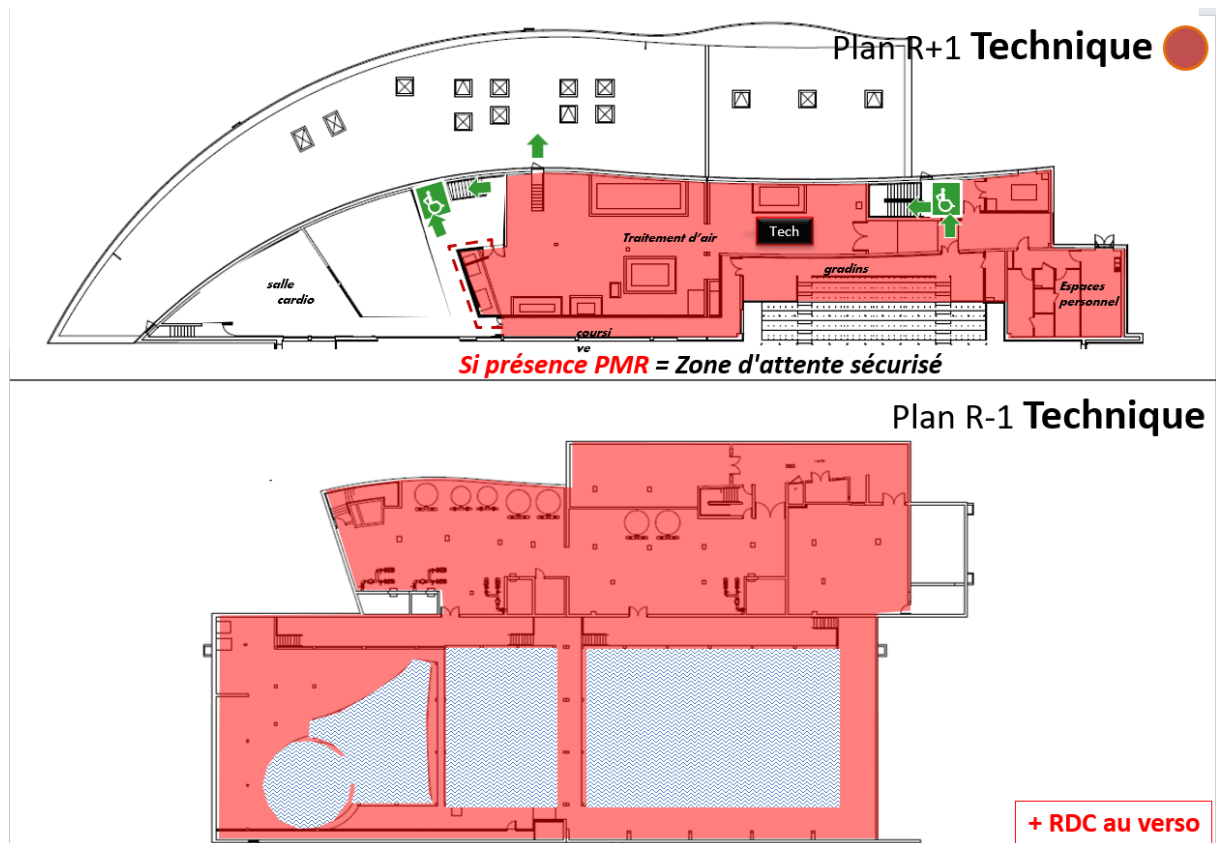 Plan R+1 Technique
Tech
Traitement d'air
gradins
salle
cardio
Espaces
personnel
coursi
ve
Si présence PMR = Zone d'attente sécurisé
Plan R-1 Technique
+ RDC au verso